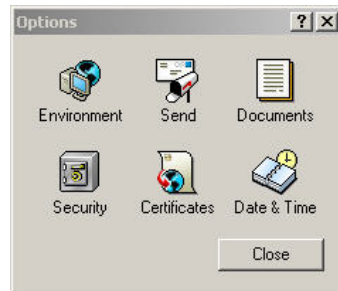 Options
Environment Send Documents
Security Certificates Date & Time
Close